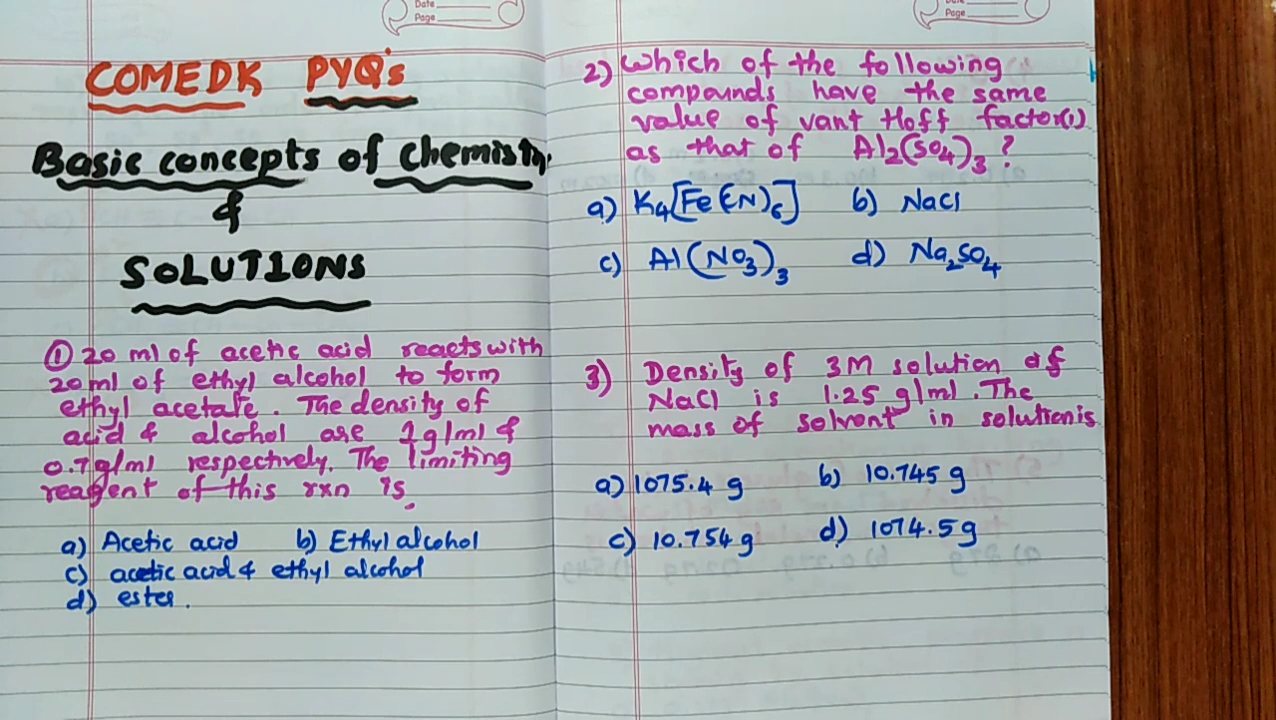 Date
Page
COMEDK PYQ's
Basic concepts of chemistry
&
SOLUTIONS
① 20 ml of acetic acid reacts with
20 ml of ethyl alcohol to form
ethyl acetate. The density of
acid & alcohol are 1g/ml &
0.7g/ml respectively. The limiting
reagent of this rxn is.
a) Acetic acid b) Ethyl alcohol
c) acetic acid & ethyl alcohol
d) ester.
Page
2) Which of the following
compounds have the same
value of vant Hoff factor(i)
as that of Al₂(SO₄)₃ ?
a) K₄[Fe(CN)₆] b) NaCl
c) Al(NO₃)₃ d) Na₂SO₄
3) Density of 3M solution of
NaCl is 1.25 g/ml. The
mass of solvent in solution is
a) 1075.4 g b) 10.745 g
c) 10.754 g d) 1074.5 g